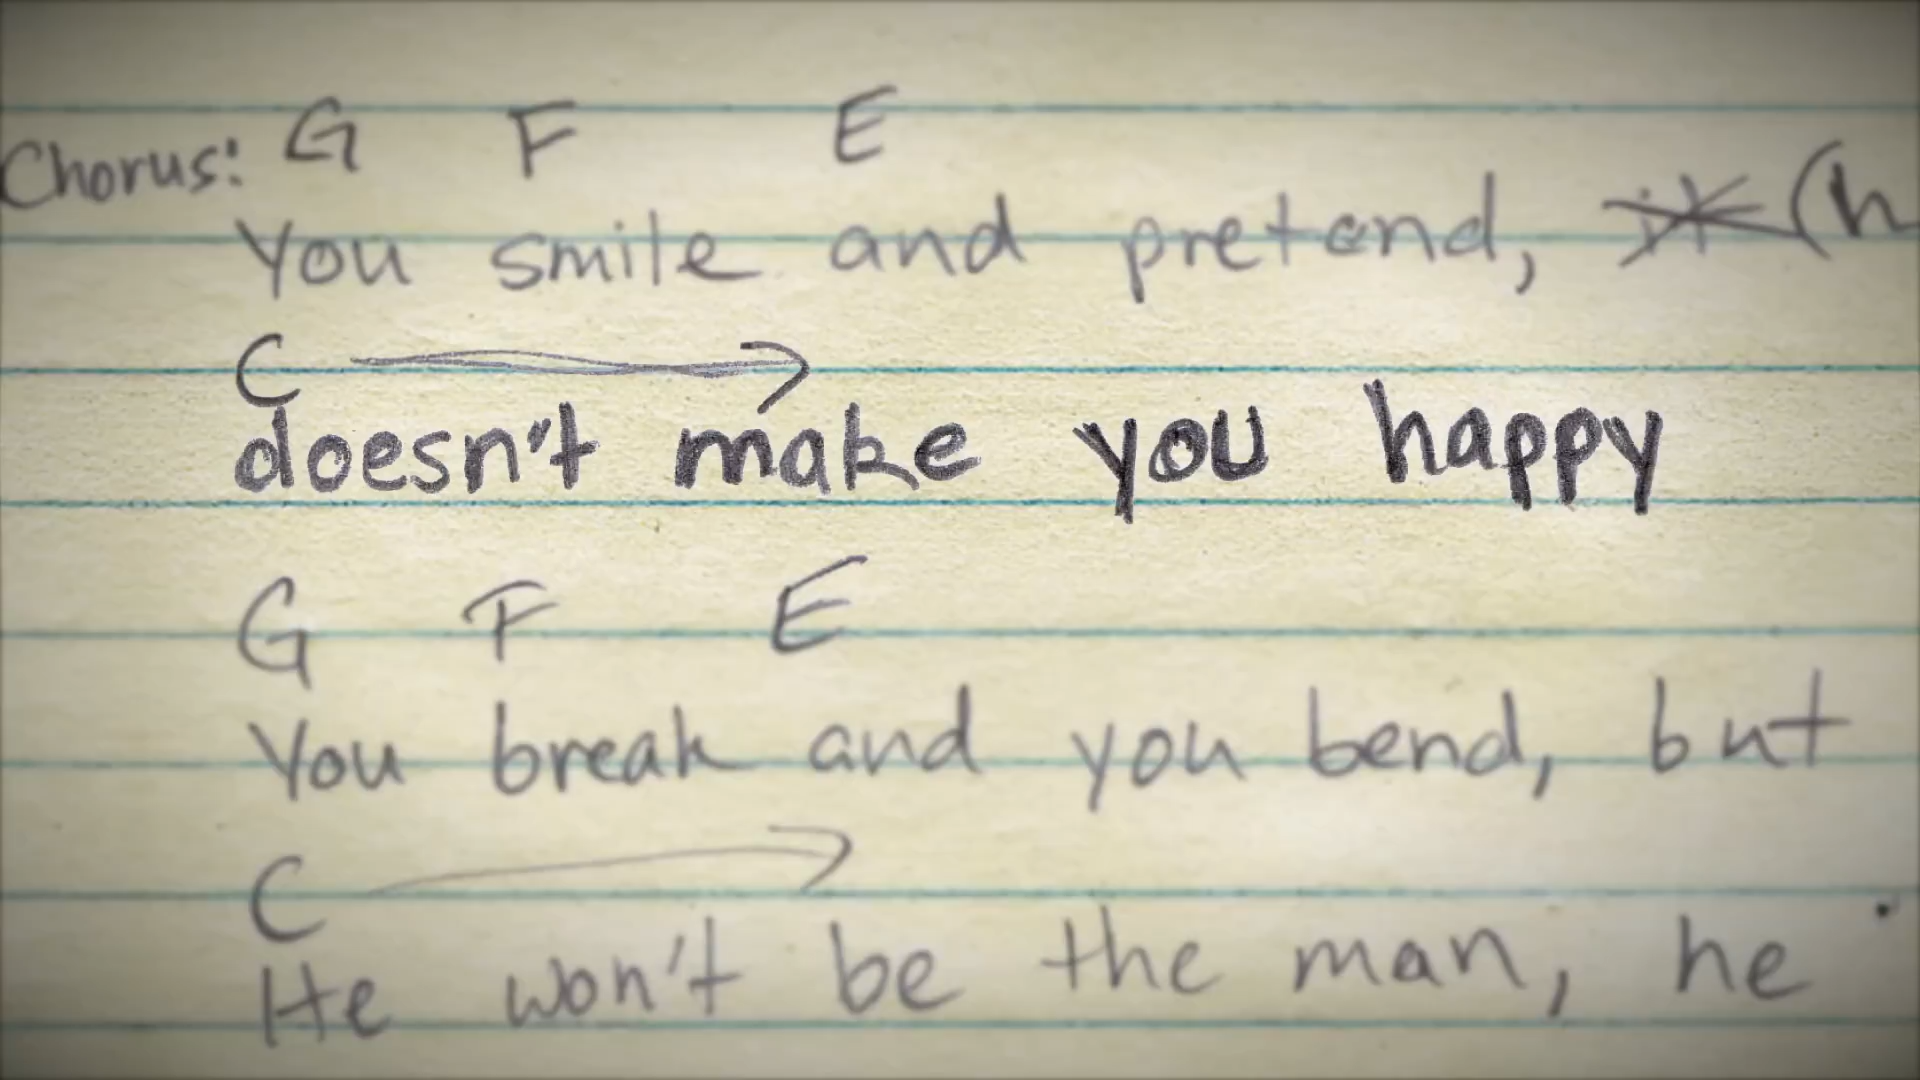 Chorus: G F E
You smile and pretend, (h
C
doesn't make you happy
G F E
You break and you bend, but
C
He won't be the man, he